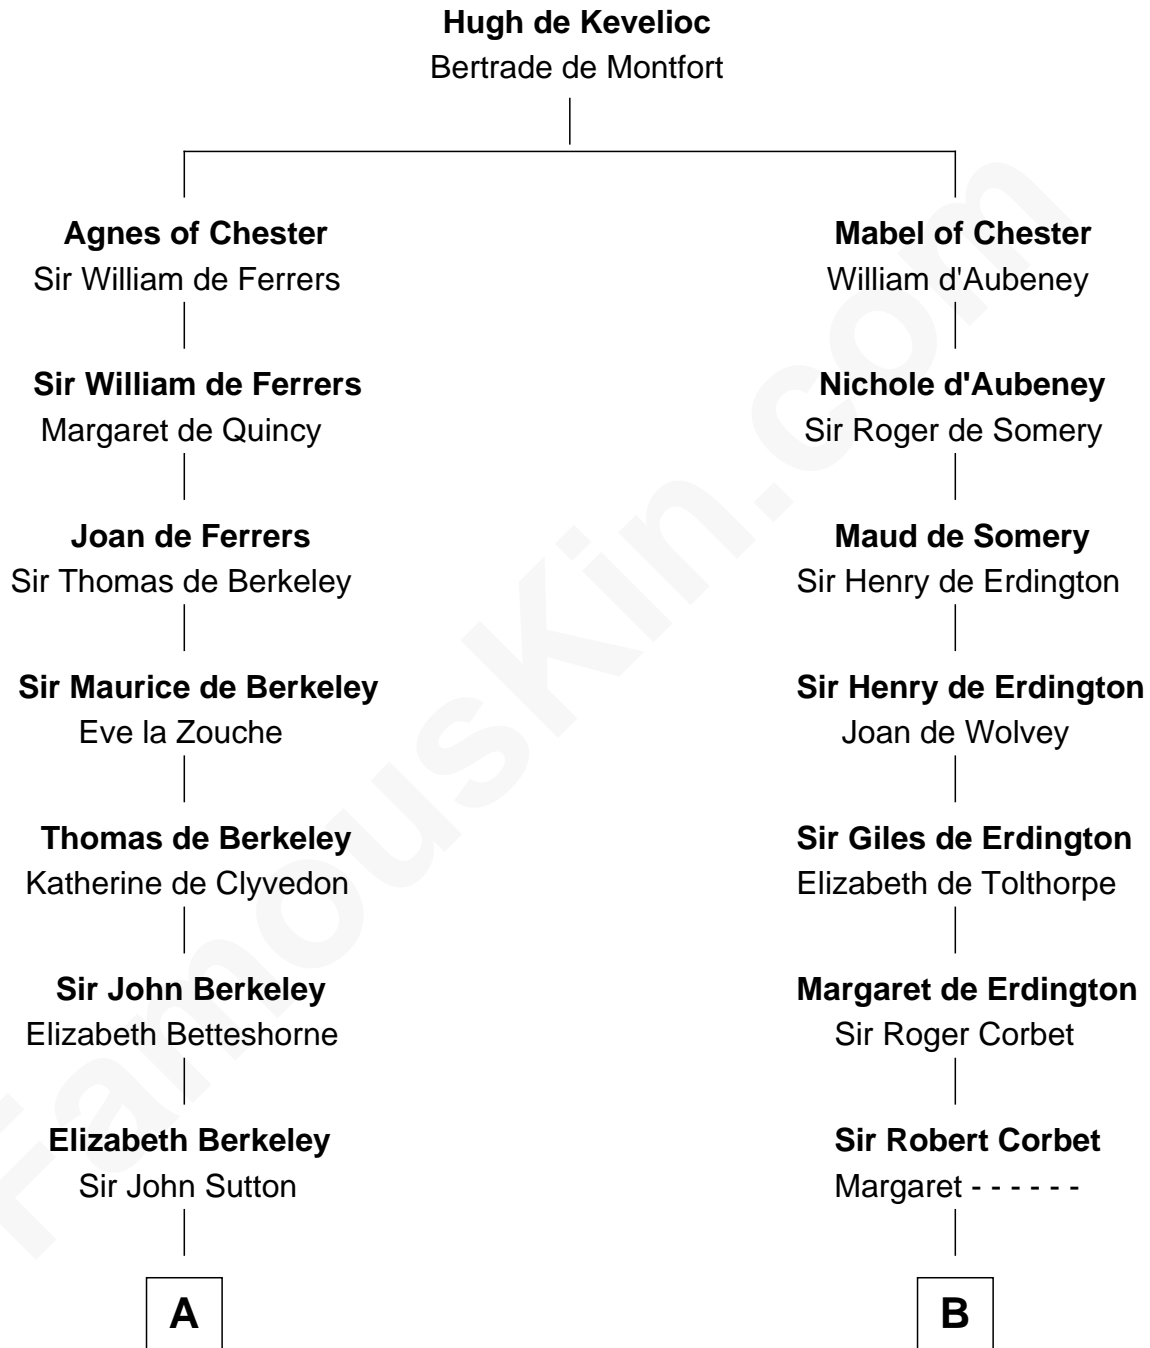 Hugh de Kevelioc
Bertrade de Montfort
Agnes of Chester
Sir William de Ferrers
Mabel of Chester
William d'Aubeney
Sir William de Ferrers
Margaret de Quincy
Nichole d'Aubeney
Sir Roger de Somery
Joan de Ferrers
Sir Thomas de Berkeley
Maud de Somery
Sir Henry de Erdington
Sir Maurice de Berkeley
Eve la Zouche
Sir Henry de Erdington
Joan de Wolvey
Thomas de Berkeley
Katherine de Clyvedon
Sir Giles de Erdington
Elizabeth de Tolthorpe
Sir John Berkeley
Elizabeth Betteshorne
Margaret de Erdington
Sir Roger Corbet
Elizabeth Berkeley
Sir John Sutton
Sir Robert Corbet
Margaret - - - - - -
A
B
FamousKin.com